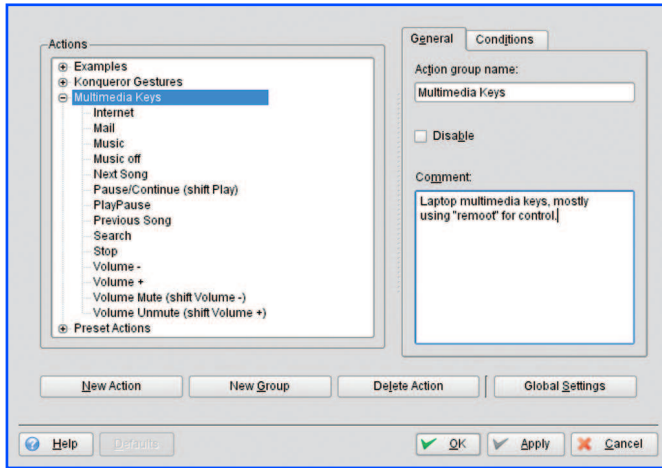 Actions
Examples
Konqueror Gestures
Multimedia Keys
Internet
Mail
Music
Music off
Next Song
Pause/Continue (shift Play)
PlayPause
Previous Song
Search
Stop
Volume -
Volume +
Volume Mute (shift Volume -)
Volume Unmute (shift Volume +)
Preset Actions
General
Conditions
Action group name:
Multimedia Keys
Disable
Comment:
Laptop multimedia keys, mostly
using "remoot" for control.
New Action
New Group
Delete Action
Global Settings
Help
Defaults
OK
Apply
Cancel